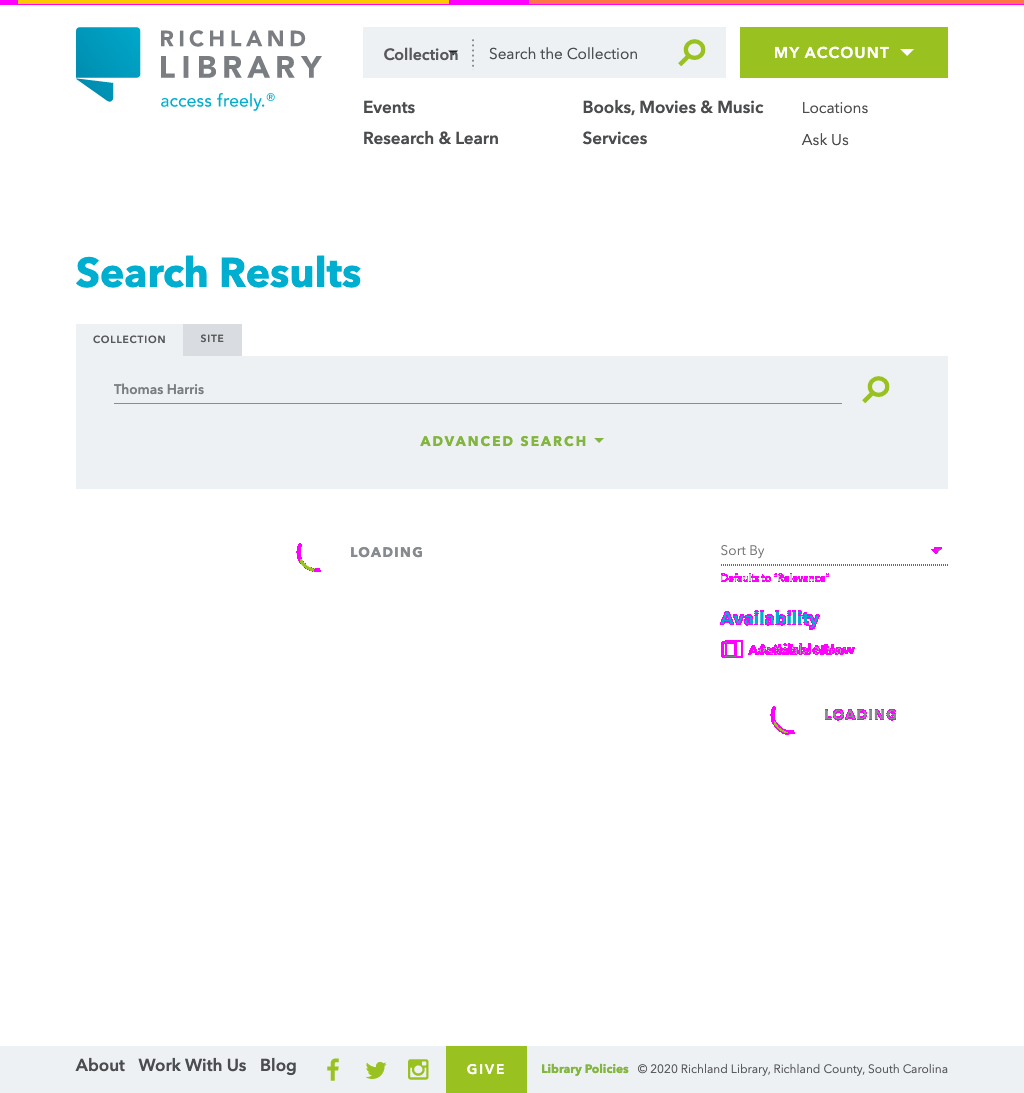 RICHLAND
LIBRARY
access freely.®
Collection
Search the Collection
MY ACCOUNT
Events
Books, Movies & Music
Locations
Research & Learn
Services
Ask Us
Search Results
COLLECTION
SITE
Thomas Harris
ADVANCED SEARCH
LOADING
Sort By
Defaults to "Relevance"
Availability
Available Now
LOADING
About
Work With Us
Blog
GIVE
Library Policies
© 2020 Richland Library, Richland County, South Carolina